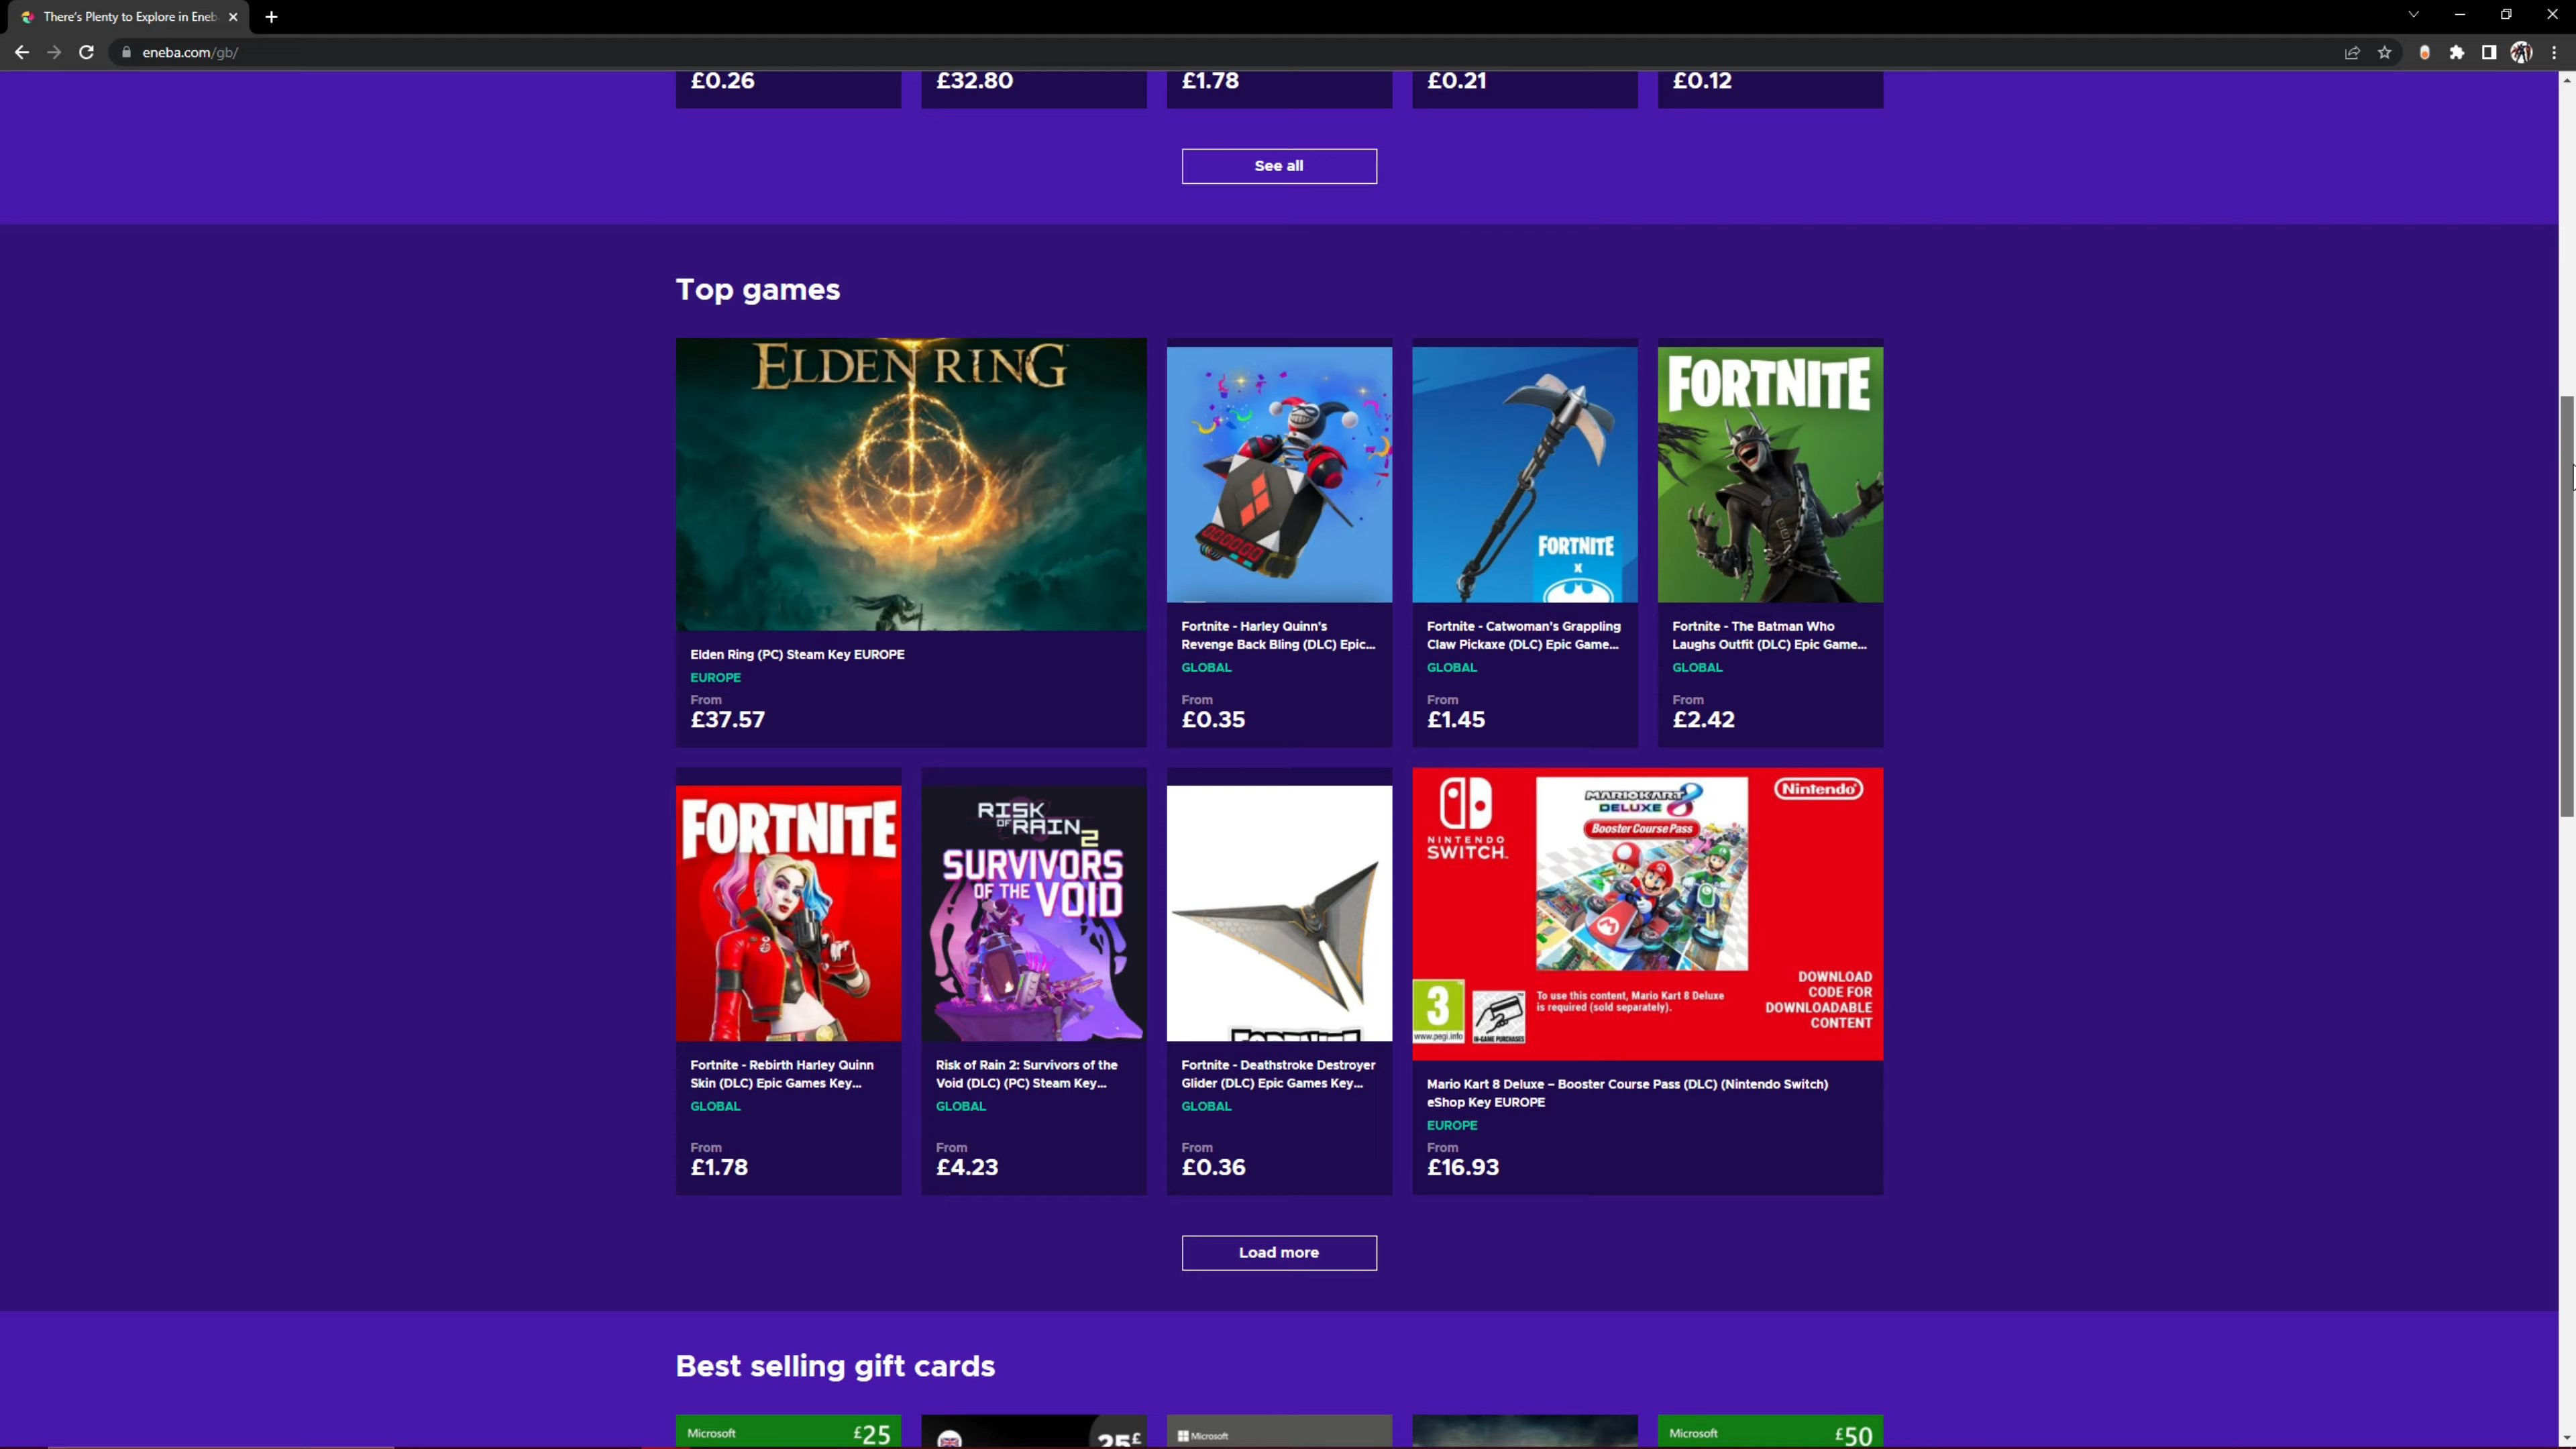 There's Plenty to Explore in Eneb
eneba.com/gb/
£0.26
£32.80
£1.78
£0.21
£0.12
See all
Top games
ELDEN RING
FORTNITE
X
FORTNITE
Elden Ring (PC) Steam Key EUROPE
EUROPE
From
£37.57
Fortnite - Harley Quinn's
Revenge Back Bling (DLC) Epic...
GLOBAL
From
£0.35
Fortnite - Catwoman's Grappling
Claw Pickaxe (DLC) Epic Game...
GLOBAL
From
£1.45
Fortnite - The Batman Who
Laughs Outfit (DLC) Epic Game...
GLOBAL
From
£2.42
FORTNITE
Fortnite - Rebirth Harley Quinn
Skin (DLC) Epic Games Key...
GLOBAL
From
£1.78
RISK
OF RAIN 2
SURVIVORS
OF THE VOID
Risk of Rain 2: Survivors of the
Void (DLC) (PC) Steam Key...
GLOBAL
From
£4.23
FORTNITE
Fortnite - Deathstroke Destroyer
Glider (DLC) Epic Games Key...
GLOBAL
From
£0.36
NINTENDO
SWITCH™
MARIOKART 8
DELUXE
Booster Course Pass
Nintendo
3
www.pegi.info
IN-GAME PURCHASES
To use this content, Mario Kart 8 Deluxe
is required (sold separately).
DOWNLOAD
CODE FOR
DOWNLOADABLE
CONTENT
Mario Kart 8 Deluxe – Booster Course Pass (DLC) (Nintendo Switch)
eShop Key EUROPE
EUROPE
From
£16.93
Load more
Best selling gift cards
Microsoft £25
25£
Microsoft
Microsoft £50